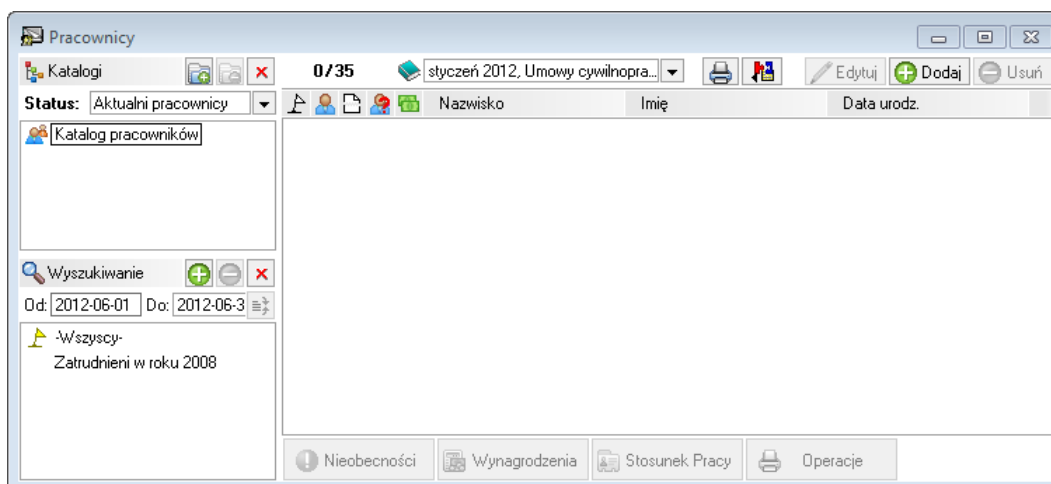 Pracownicy
Katalogi
0/35
styczeń 2012, Umowy cywilnopra...
Edytuj
Dodaj
Usuń
Status: Aktualni pracownicy
Nazwisko
Imię
Data urodz.
Katalog pracowników
Wyszukiwanie
Od: 2012-06-01 Do: 2012-06-3
-Wszyscy-
Zatrudnieni w roku 2008
Nieobecności
Wynagrodzenia
Stosunek Pracy
Operacje